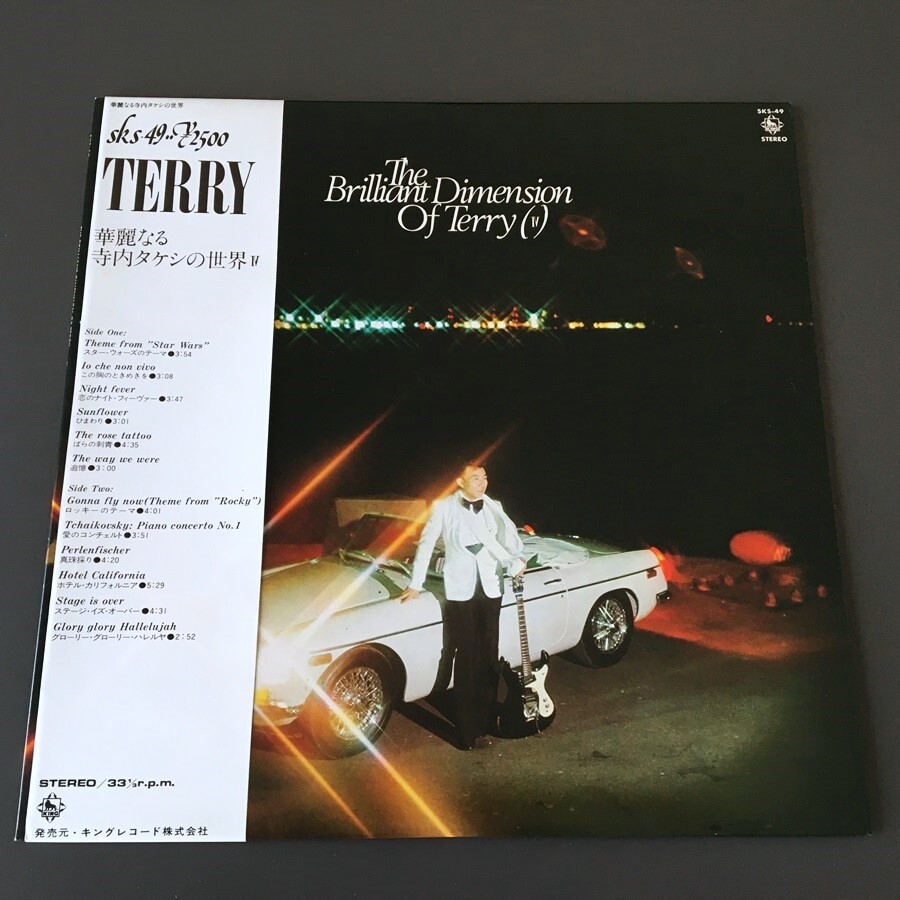 華麗なる寺内タケシの世界
sks-49..¥2500
TERRY
華麗なる
寺内タケシの世界Ⅳ
Side One:
Theme from "Star Wars"
スター・ウォーズのテーマ●3:54
Io che non vivo
この胸のときめきを●3:08
Night fever
恋のナイト・フィーヴァー●3:47
Sunflower
ひまわり●3:01
The rose tattoo
ばらの刺青●4:35
The way we were
追憶●3:00
Side Two:
Gonna fly now(Theme from "Rocky")
ロッキーのテーマ●4:01
Tchaikovsky: Piano concerto No.1
愛のコンチェルト●3:51
Perlenfischer
真珠採り●4:20
Hotel California
ホテル・カリフォルニア●5:29
Stage is over
ステージ・イズ・オーバー●4:31
Glory glory Hallelujah
グローリー・グローリー・ハレルヤ●2:52
STEREO/33⅓r.p.m.
KING
発売元・キングレコード株式会社
The
Brilliant Dimension
Of Terry (Ⅳ)
SKS-49
STEREO